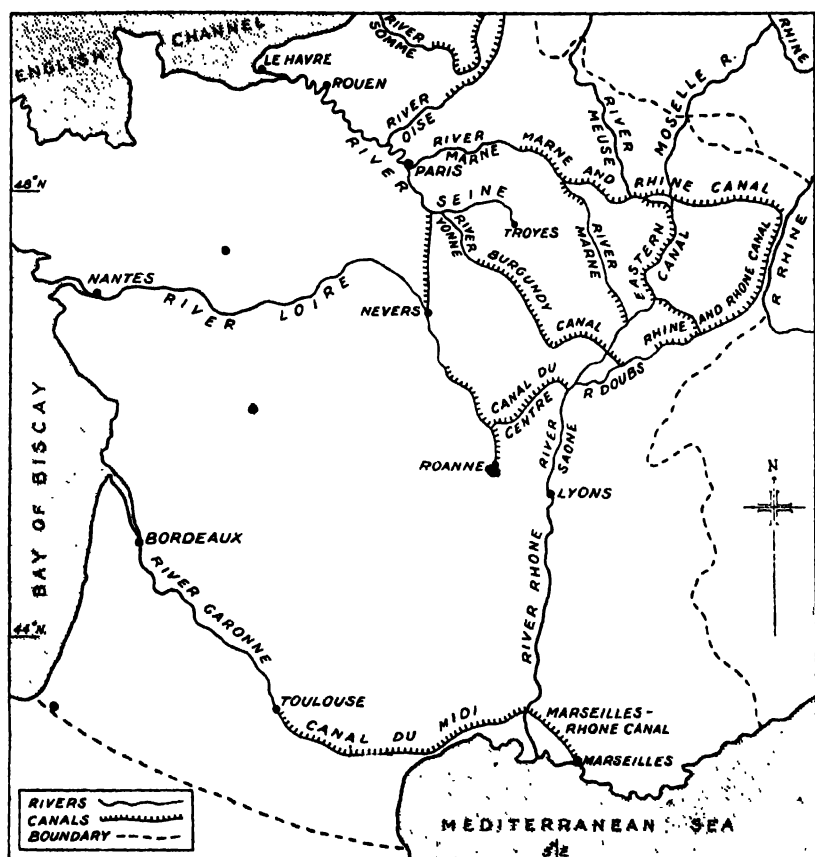 ENGLISH CHANNEL
LE HAVRE
ROUEN
RIVER SOMME
RIVER OISE
RIVER MEUSE
MOSELLE R.
RHINE
RIVER MARNE
MARNE AND RHINE CANAL
PARIS
RIVER SEINE
48°N
TROYES
RIVER YONNE
BURGUNDY CANAL
RIVER MARNE
EASTERN CANAL
RHINE AND RHONE CANAL
R RHINE
NANTES
RIVER LOIRE
NEVERS
CANAL DU CENTRE
R DOUBS
ROANNE
RIVER SAONE
LYONS
N
BAY OF BISCAY
BORDEAUX
RIVER GARONNE
RIVER RHONE
44°N.
TOULOUSE
CANAL DU MIDI
MARSEILLES-
RHONE CANAL
MARSEILLES
RIVERS
CANALS
BOUNDARY
MEDITERRANEAN SEA